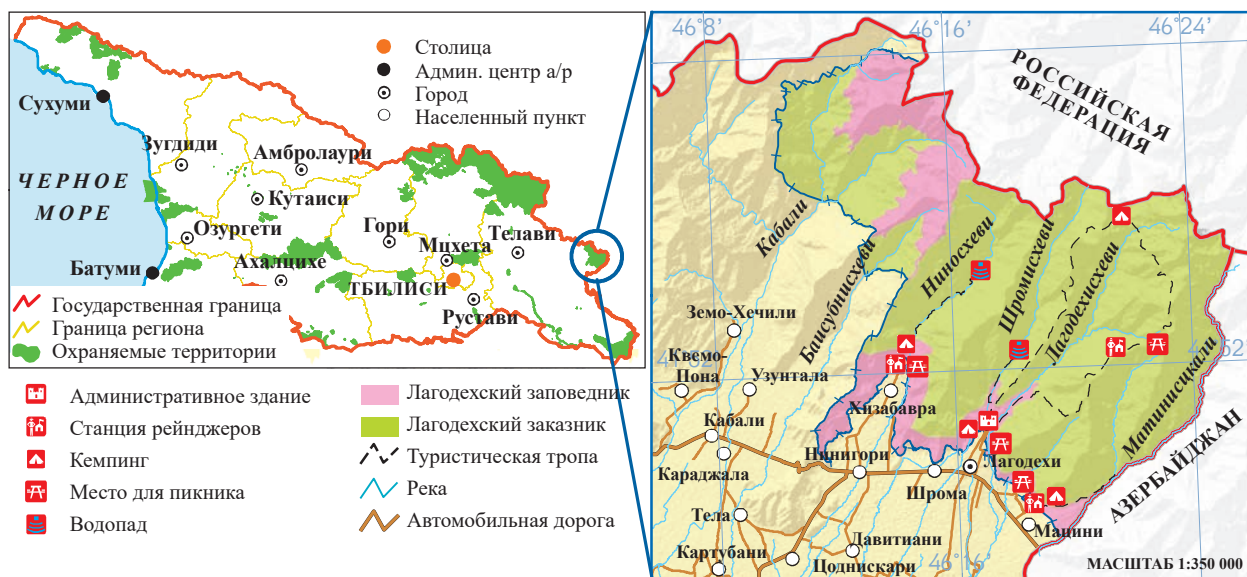 Столица
Админ. центр а/р
Город
Населенный пункт
Сухуми
Зугдиди
Амбролаури
ЧЕРНОЕ
МОРЕ
Кутаиси
Озургети
Гори
Мцхета
Телави
Батуми
Ахалцихе
ТБИЛИСИ
Рустави
Государственная граница
Граница региона
Охраняемые территории
Административное здание
Станция рейнджеров
Кемпинг
Место для пикника
Водопад
Лагодехский заповедник
Лагодехский заказник
Туристическая тропа
Река
Автомобильная дорога
46°8’
46°16’
46°24’
РОССИЙСКАЯ
ФЕДЕРАЦИЯ
Кабали
Баисубнисхеви
Ниносхеви
Шромисхеви
Лагодехисхеви
Матинисикали
АЗЕРБАЙДЖАН
Земо-Хечили
Квемо-
Пона
Узунтала
Хизабавра
Кабали
Караджала
Нинигори
Шрома
Лагодехи
Тела
Мацини
Картубани
Давитиани
Цоднискари
46°16’
МАСШТАБ 1:350 000